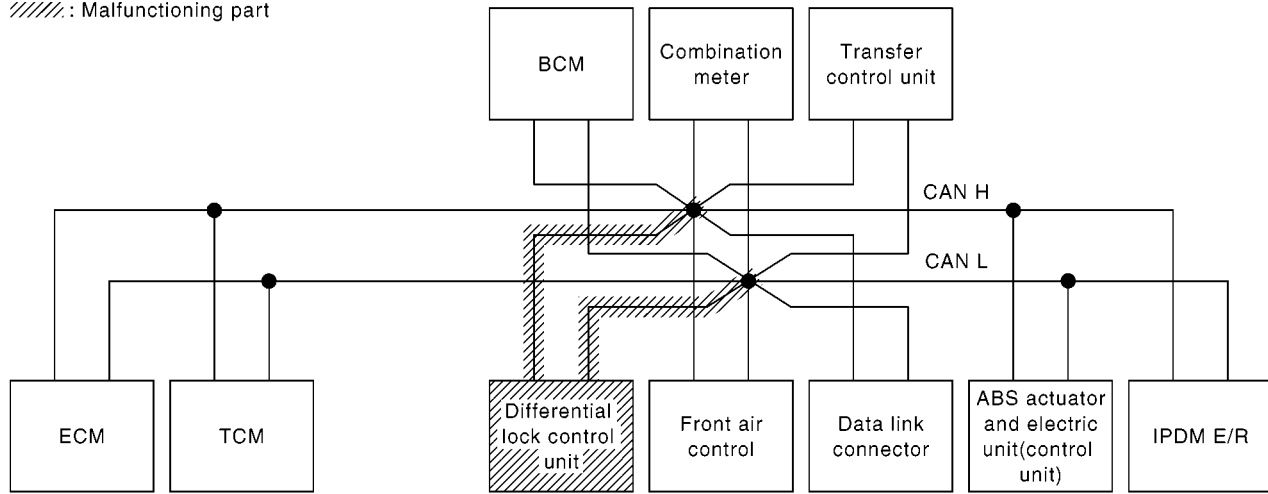 : Malfunctioning part
BCM
Combination
meter
Transfer
control unit
CAN H
CAN L
ECM
TCM
Differential
lock control
unit
Front air
control
Data link
connector
ABS actuator
and electric
unit(control
unit)
IPDM E/R